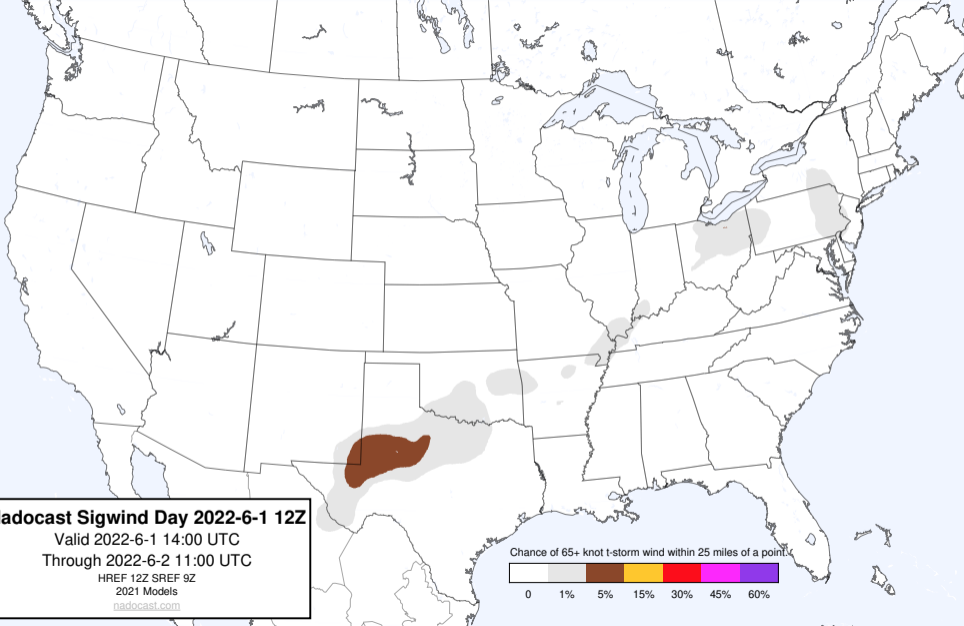 adocast Sigwind Day 2022-6-1 12Z
Valid 2022-6-1 14:00 UTC
Through 2022-6-2 11:00 UTC
HREF 12Z SREF 9Z
2021 Models
nadocast.com
Chance of 65+ knot t-storm wind within 25 miles of a point.
0 1% 5% 15% 30% 45% 60%